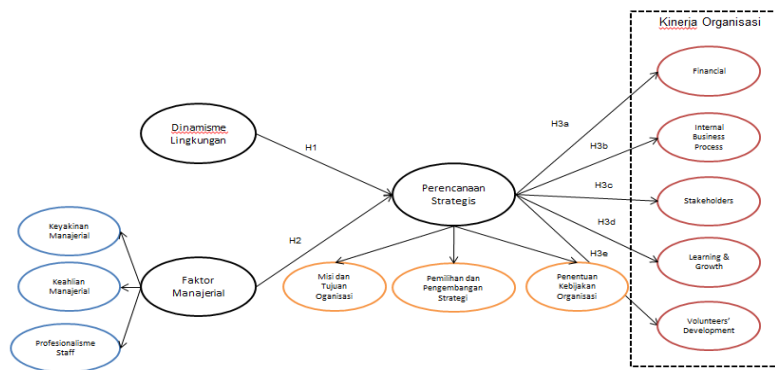 Kinerja Organisasi
Financial
H3a
Dinamisme
Lingkungan
Internal
Business
Process
H3b
H1
Perencanaan
Strategis
H3c
Stakeholders
Keyakinan
Manajerial
H3d
H2
H3e
Learning &
Growth
Keahlian
Manajerial
Faktor
Manajerial
Misi dan
Tujuan Oganisasi
Pemilihan dan
Pengembangan
Strategi
Penentuan
Kebijakan
Organisasi
Profesionalisme
Staff
Volunteers'
Development